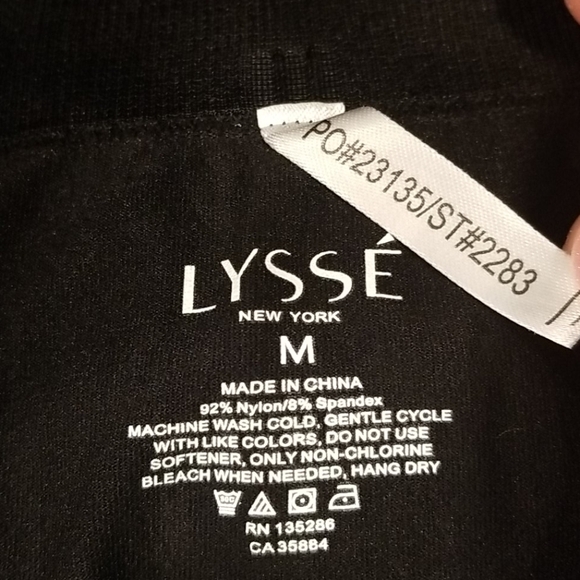 PO#23135/ST#2283
LYSSÉ
NEW YORK
M
MADE IN CHINA
92% Nylon/8% Spandex
MACHINE WASH COLD, GENTLE CYCLE
WITH LIKE COLORS, DO NOT USE
SOFTENER, ONLY NON-CHLORINE
BLEACH WHEN NEEDED, HANG DRY
RN 135286
CA 35884